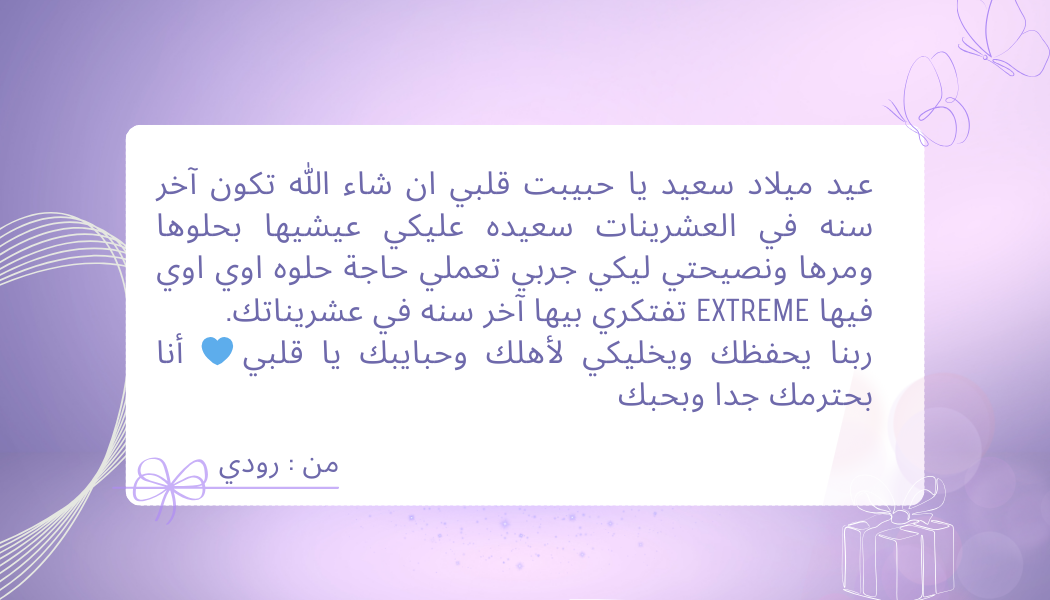 عيد ميلاد سعيد يا حبيبت قلبي ان شاء الله تكون آخر
سنه في العشرينات سعيده عليكي عيشيها بحلوها
ومرها ونصيحتي ليكي جربي تعملي حاجة حلوه اوي اوي
فيها EXTREME تفتكري بيها آخر سنه في عشريناتك.
ربنا يحفظك ويخليكي لأهلك وحبايبك يا قلبي💙 أنا
بحترمك جدا وبحبك
من : رودي